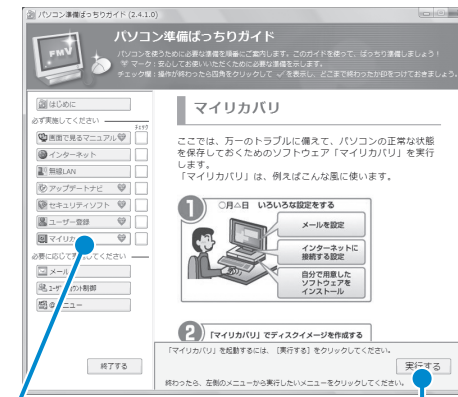 パソコン準備ばっちりガイド (2.4.1.0)
FMV
パソコン準備ばっちりガイド
パソコンを使うために必要な準備を順番にご案内します。このガイドを使って、ばっちり準備しましょう！
マーク：安心してお使いいただくために必要な準備を示します。
チェック欄：操作が終わったら四角をクリックして ✓を表示し、どこまで終わったか印をつけておきましょう。
はじめに
必ず実施してください
ﾁｪｯｸ
画面で見るマニュアル
インターネット
無線LAN
アップデートナビ
セキュリティソフト
ユーザー登録
マイリカ
必要に応じて
してください
メール
ﾕｰｻﾞｰ
ｳﾝﾄ制御
@
ニュー
終了する
マイリカバリ
ここでは、万一のトラブルに備えて、パソコンの正常な状態
を保存しておくためのソフトウェア「マイリカバリ」を実行
します。
「マイリカバリ」は、例えばこんな風に使います。
1
○月△日 いろいろな設定をする
メールを設定
インターネットに
接続する設定
自分で用意した
ソフトウェアを
インストール
2
「マイリカバリ」でディスクイメージを作成する
「マイリカバリ」を起動するには、［実行する］をクリックしてください。
実行する
終わったら、左側のメニューから実行したいメニューをクリックしてください。